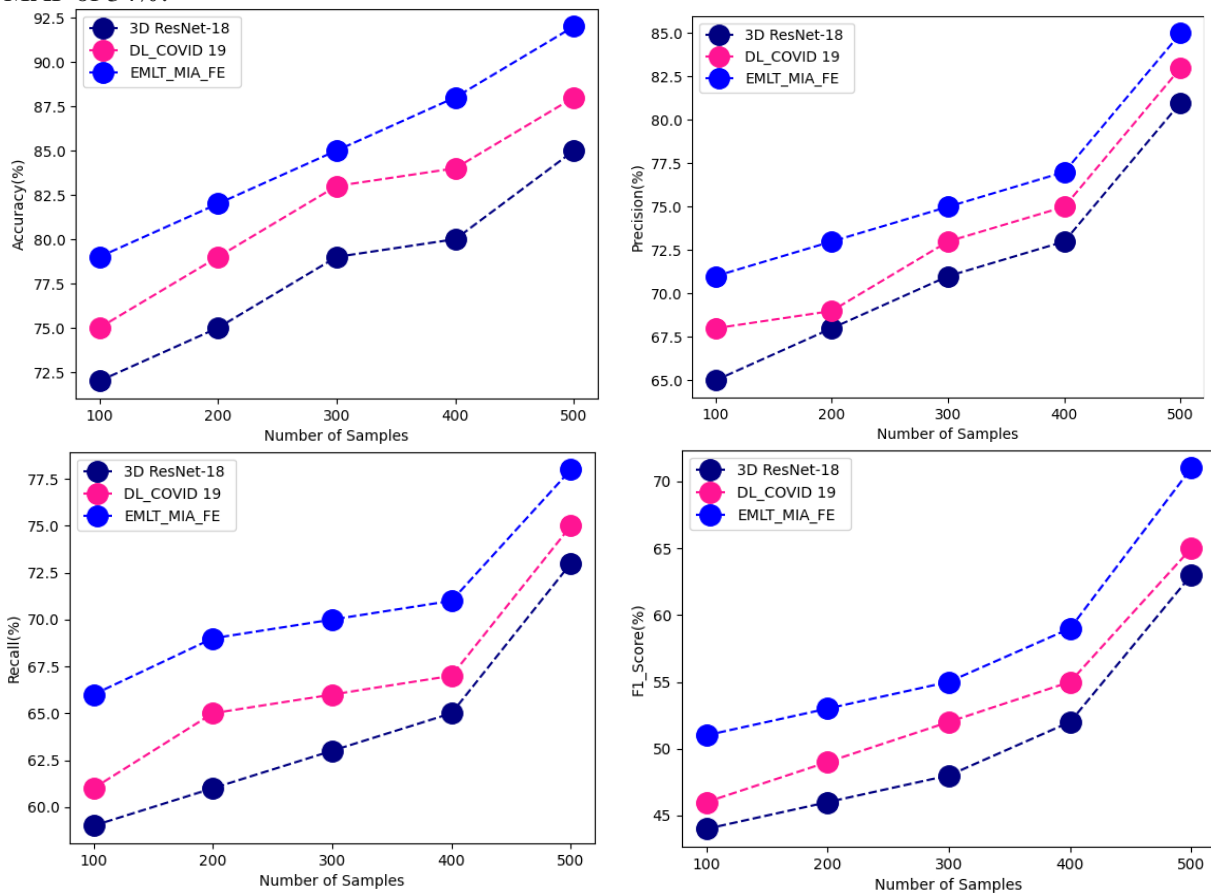 MAP of 54%.
92.5
90.0
87.5
85.0
82.5
80.0
77.5
75.0
72.5
Accuracy(%)
3D ResNet-18
DL_COVID 19
EMLT_MIA_FE
100 200 300 400 500
Number of Samples
85.0
82.5
80.0
77.5
75.0
72.5
70.0
67.5
65.0
Precision(%)
3D ResNet-18
DL_COVID 19
EMLT_MIA_FE
100 200 300 400 500
Number of Samples
77.5
75.0
72.5
70.0
67.5
65.0
62.5
60.0
Recall(%)
3D ResNet-18
DL_COVID 19
EMLT_MIA_FE
100 200 300 400 500
Number of Samples
70
65
60
55
50
45
F1_Score(%)
3D ResNet-18
DL_COVID 19
EMLT_MIA_FE
100 200 300 400 500
Number of Samples